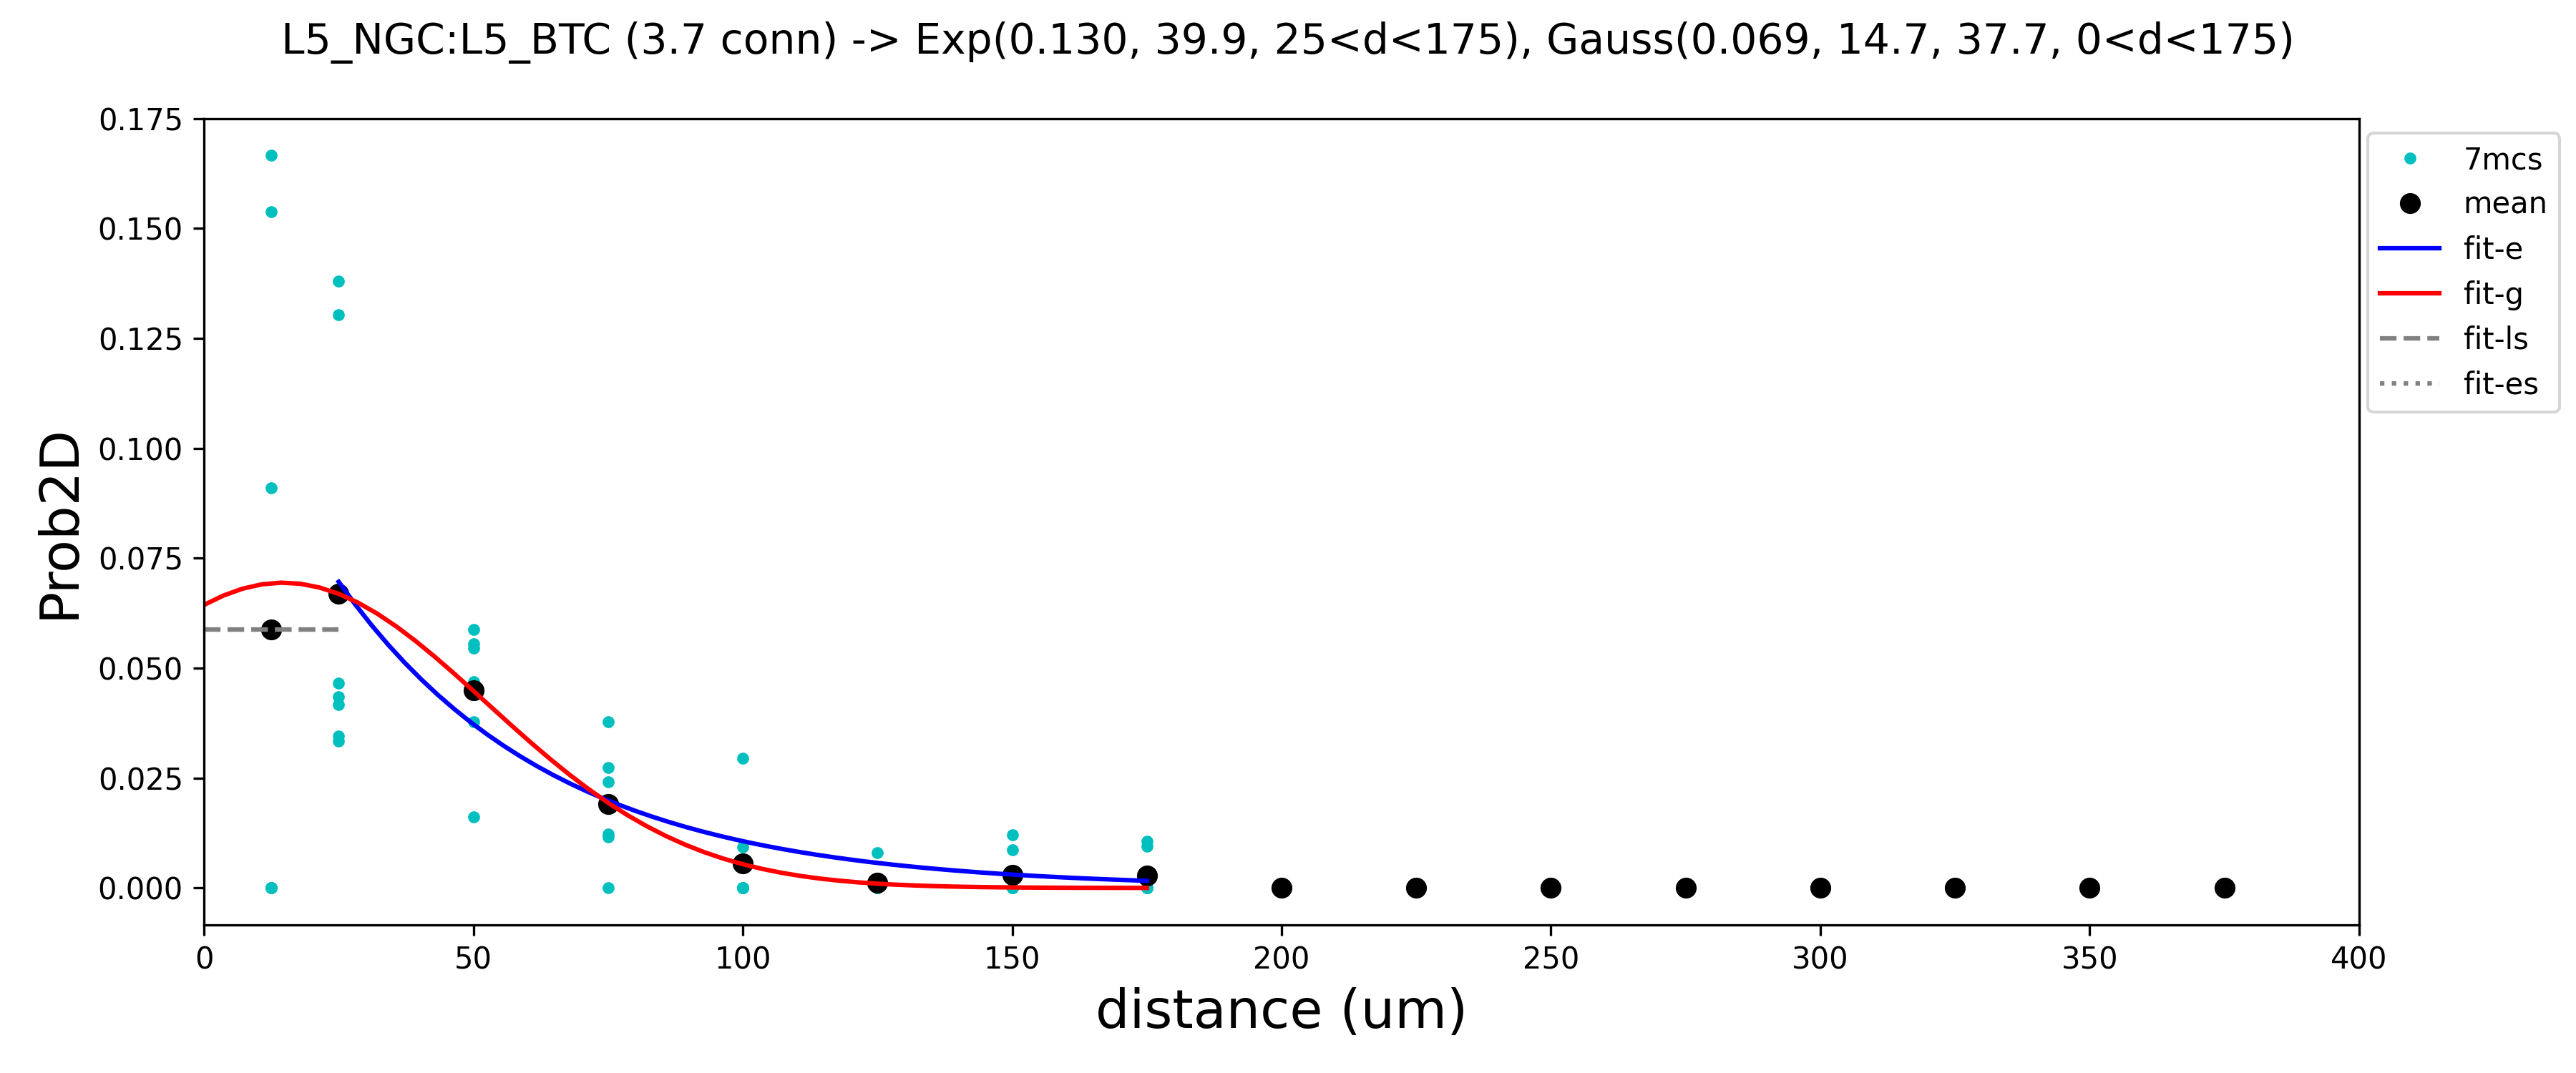 L5_NGC:L5_BTC (3.7 conn) -> Exp(0.130, 39.9, 25<d<175), Gauss(0.069, 14.7, 37.7, 0<d<175)
0.175
0.150
0.125
0.100
0.075
0.050
0.025
0.000
Prob2D
0 50 100 150 200 250 300 350 400
distance (um)
7mcs
mean
fit-e
fit-g
fit-ls
fit-es